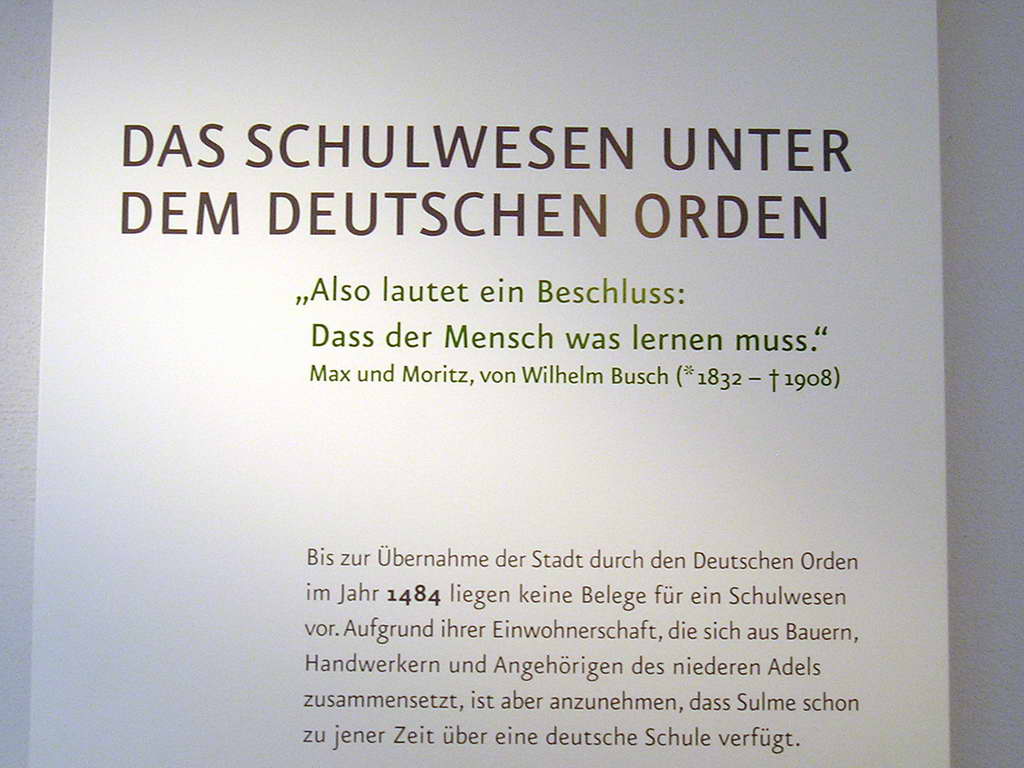 DAS SCHULWESEN UNTER
DEM DEUTSCHEN ORDEN
„Also lautet ein Beschluss:
Dass der Mensch was lernen muss.“
Max und Moritz, von Wilhelm Busch (*1832 – †1908)
Bis zur Übernahme der Stadt durch den Deutschen Orden
im Jahr 1484 liegen keine Belege für ein Schulwesen
vor. Aufgrund ihrer Einwohnerschaft, die sich aus Bauern,
Handwerkern und Angehörigen des niederen Adels
zusammensetzt, ist aber anzunehmen, dass Sulme schon
zu jener Zeit über eine deutsche Schule verfügt.